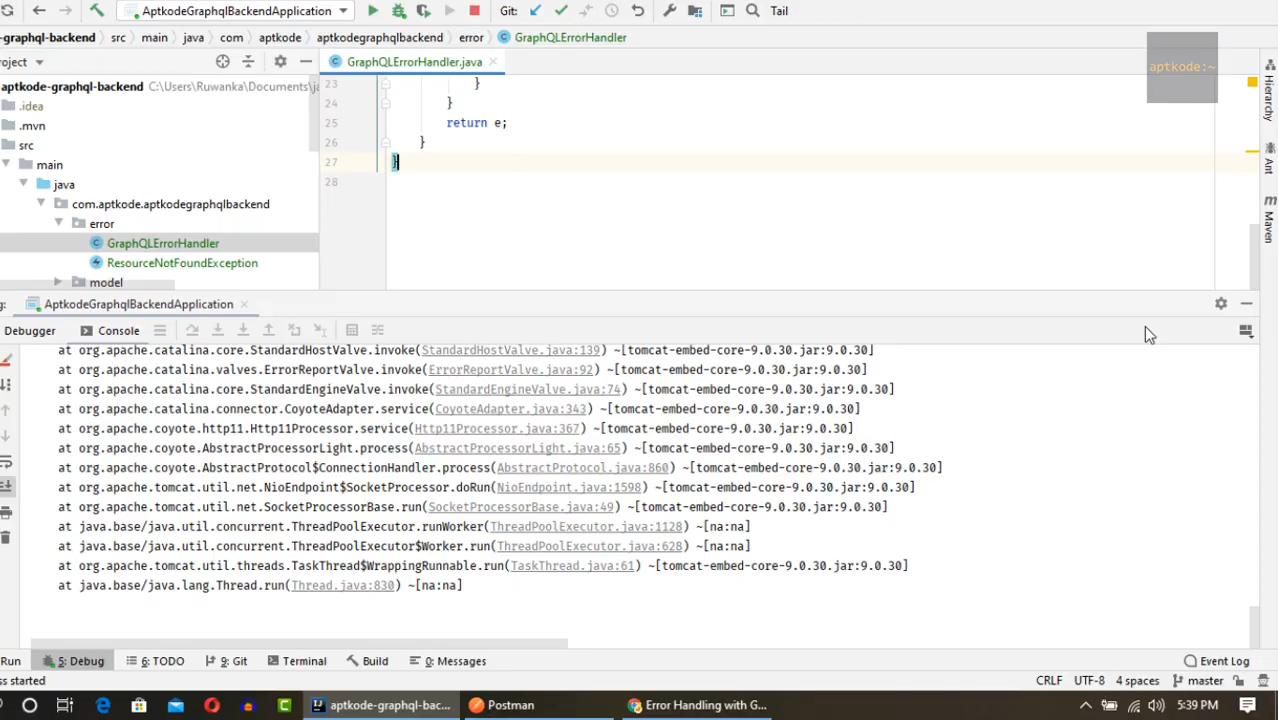 AptkodeGraphqlBackendApplication Git: Tail
-graphql-backend src main java com aptkode aptkodegraphqlbackend error GraphQLErrorHandler
roject GraphQLErrorHandler.java
aptkode:~
aptkode-graphql-backend C:\Users\Ruwanka\Documents\ja
.idea
.mvn
src
main
java
com.aptkode.aptkodegraphqlbackend
error
GraphQLErrorHandler
ResourceNotFoundException
model
23 }
24 }
25 return e;
26 }
27 }
28
Hierarchy
Ant
Maven
g: AptkodeGraphqlBackendApplication
Debugger Console
at org.apache.catalina.core.StandardHostValve.invoke(StandardHostValve.java:139) ~[tomcat-embed-core-9.0.30.jar:9.0.30]
at org.apache.catalina.valves.ErrorReportValve.invoke(ErrorReportValve.java:92) ~[tomcat-embed-core-9.0.30.jar:9.0.30]
at org.apache.catalina.core.StandardEngineValve.invoke(StandardEngineValve.java:74) ~[tomcat-embed-core-9.0.30.jar:9.0.30]
at org.apache.catalina.connector.CoyoteAdapter.service(CoyoteAdapter.java:343) ~[tomcat-embed-core-9.0.30.jar:9.0.30]
at org.apache.coyote.http11.Http11Processor.service(Http11Processor.java:367) ~[tomcat-embed-core-9.0.30.jar:9.0.30]
at org.apache.coyote.AbstractProcessorLight.process(AbstractProcessorLight.java:65) ~[tomcat-embed-core-9.0.30.jar:9.0.30]
at org.apache.coyote.AbstractProtocol$ConnectionHandler.process(AbstractProtocol.java:860) ~[tomcat-embed-core-9.0.30.jar:9.0.30]
at org.apache.tomcat.util.net.NioEndpoint$SocketProcessor.doRun(NioEndpoint.java:1598) ~[tomcat-embed-core-9.0.30.jar:9.0.30]
at org.apache.tomcat.util.net.SocketProcessorBase.run(SocketProcessorBase.java:49) ~[tomcat-embed-core-9.0.30.jar:9.0.30]
at java.base/java.util.concurrent.ThreadPoolExecutor.runWorker(ThreadPoolExecutor.java:1128) ~[na:na]
at java.base/java.util.concurrent.ThreadPoolExecutor$Worker.run(ThreadPoolExecutor.java:628) ~[na:na]
at org.apache.tomcat.util.threads.TaskThread$WrappingRunnable.run(TaskThread.java:61) ~[tomcat-embed-core-9.0.30.jar:9.0.30]
at java.base/java.lang.Thread.run(Thread.java:830) ~[na:na]
Run 5: Debug 6: TODO 9: Git Terminal Build 0: Messages Event Log
ss started CRLF UTF-8 4 spaces master
aptkode-graphql-bac... Postman Error Handling with G... 5:39 PM